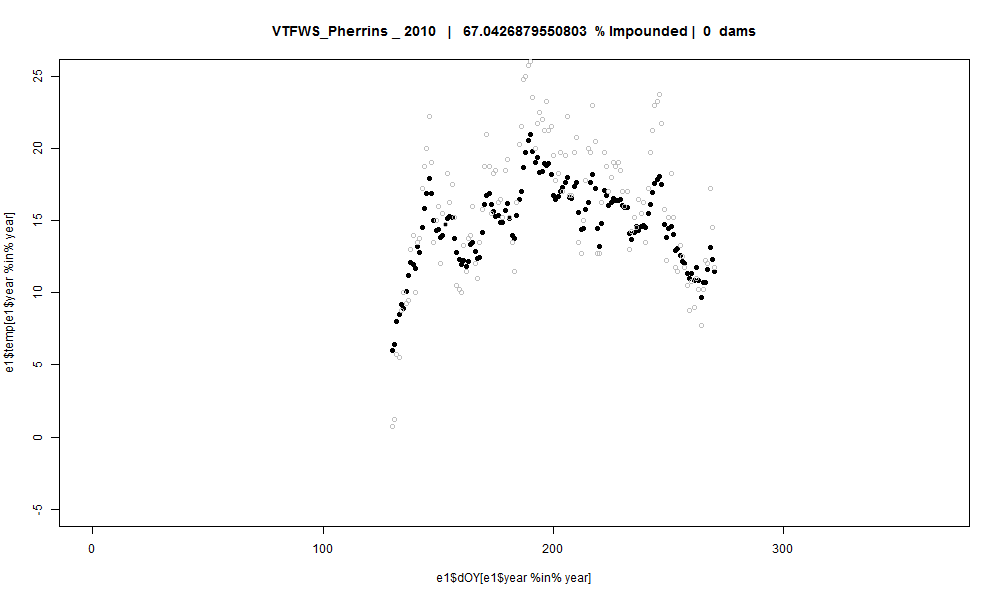 VTFWS_Pherrins _ 2010 | 67.0426879550803 % Impounded | 0 dams
e1$temp[e1$year %in% year]
25
20
15
10
5
0
-5
0 100 200 300
e1$dOY[e1$year %in% year]